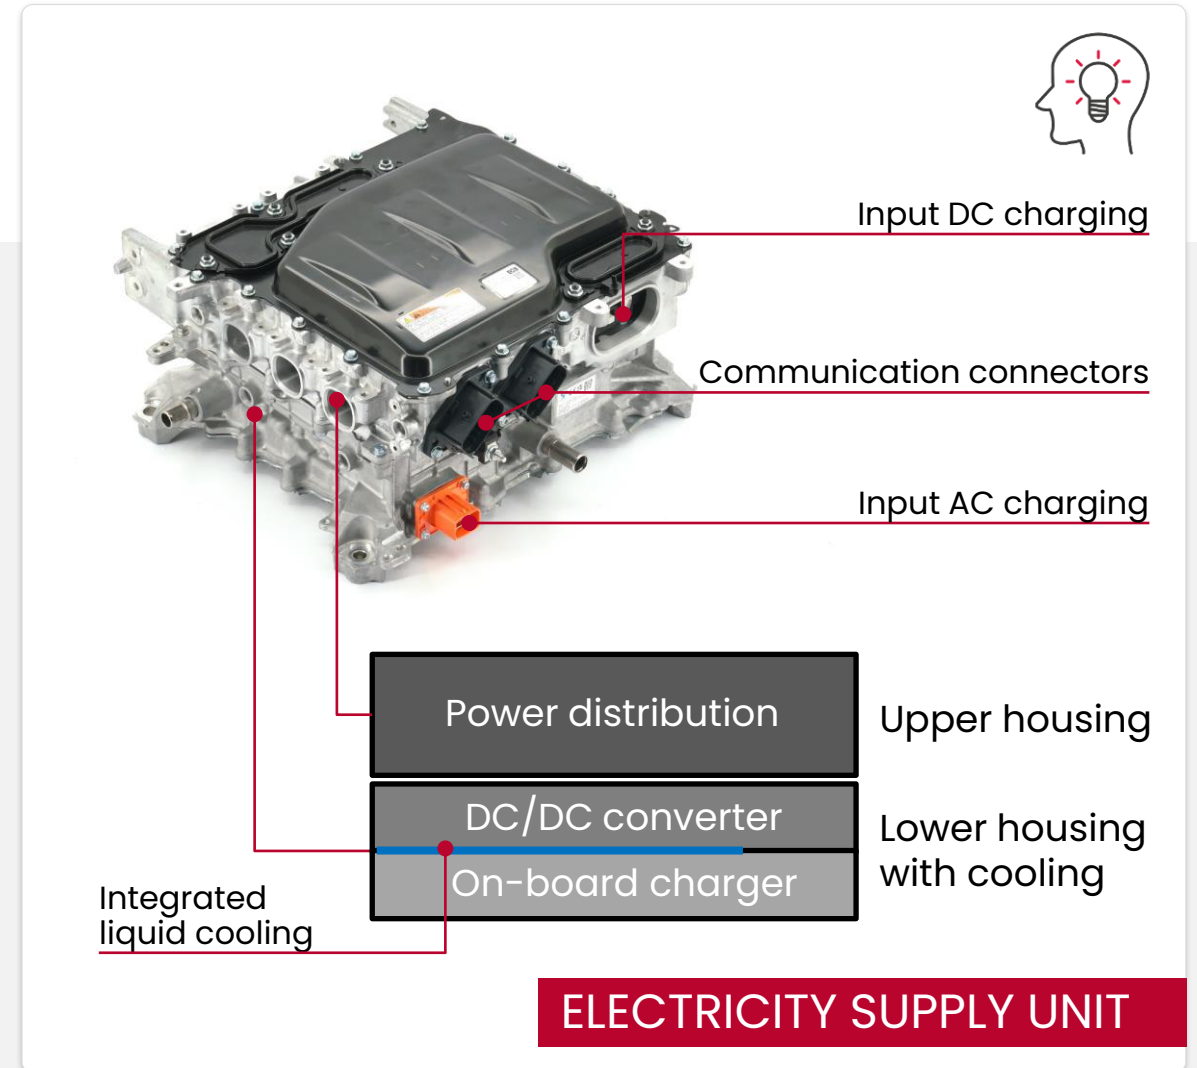 Input DC charging
Communication connectors
Input AC charging
Power distribution
Upper housing
DC/DC converter
Lower housing
with cooling
On-board charger
Integrated
liquid cooling
ELECTRICITY SUPPLY UNIT